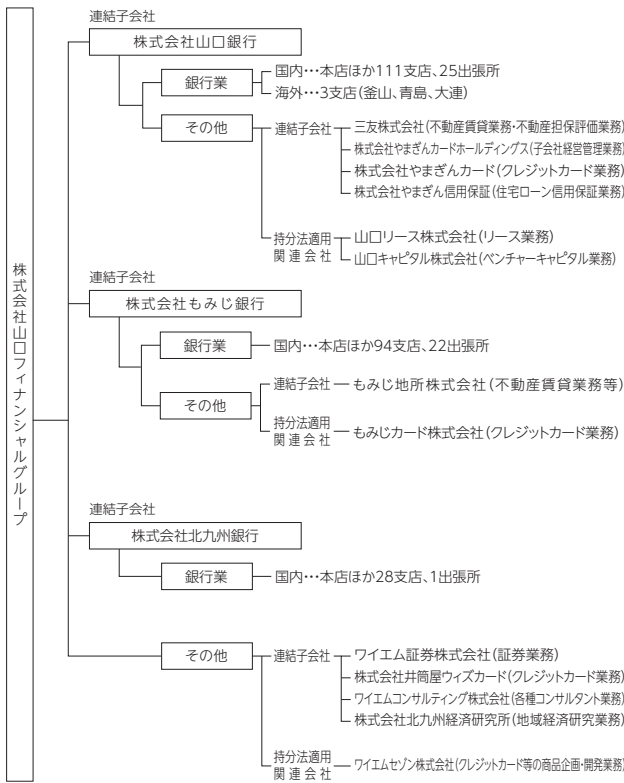 株式会社山口フィナンシャルグループ
連結子会社
株式会社山口銀行
銀行業
国内…本店ほか111支店、25出張所
海外…3支店(釜山、青島、大連)
その他
連結子会社
三友株式会社(不動産賃貸業務・不動産担保評価業務)
株式会社やまぎんカードホールディングス(子会社経営管理業務)
株式会社やまぎんカード(クレジットカード業務)
株式会社やまぎん信用保証(住宅ローン信用保証業務)
持分法適用
関連会社
山口リース株式会社(リース業務)
山口キャピタル株式会社(ベンチャーキャピタル業務)
連結子会社
株式会社もみじ銀行
銀行業
国内…本店ほか94支店、22出張所
その他
連結子会社
もみじ地所株式会社(不動産賃貸業務等)
持分法適用
関連会社
もみじカード株式会社(クレジットカード業務)
連結子会社
株式会社北九州銀行
銀行業
国内…本店ほか28支店、1出張所
その他
連結子会社
ワイエム証券株式会社(証券業務)
株式会社井筒屋ウィズカード(クレジットカード業務)
ワイエムコンサルティング株式会社(各種コンサルタント業務)
株式会社北九州経済研究所(地域経済研究業務)
持分法適用
関連会社
ワイエムセゾン株式会社(クレジットカード等の商品企画・開発業務)